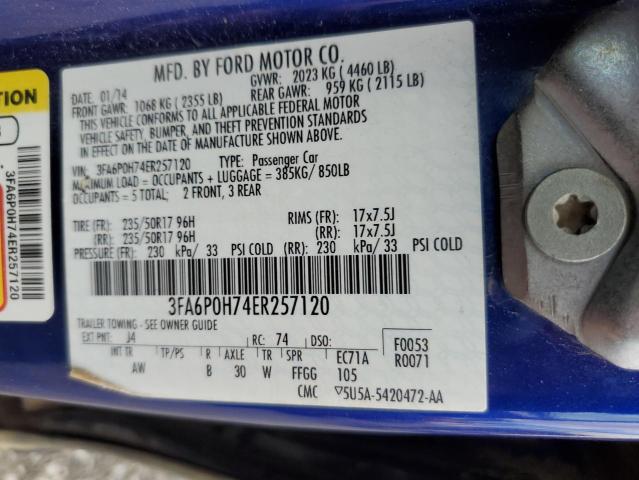 MFD. BY FORD MOTOR CO.
DATE: 01/14 GVWR: 2023 KG ( 4460 LB)
FRONT GAWR: 1068 KG ( 2355 LB) REAR GAWR: 959 KG ( 2115 LB)
THIS VEHICLE CONFORMS TO ALL APPLICABLE FEDERAL MOTOR
VEHICLE SAFETY, BUMPER, AND THEFT PREVENTION STANDARDS
IN EFFECT ON THE DATE OF MANUFACTURE SHOWN ABOVE.
VIN: 3FA6P0H74ER257120 TYPE: Passenger Car
MAXIMUM LOAD = OCCUPANTS + LUGGAGE = 385KG/ 850LB
OCCUPANTS = 5 TOTAL; 2 FRONT, 3 REAR
TIRE (FR): 235/50R17 96H RIMS (FR): 17x7.5J
(RR): 235/50R17 96H (RR): 17x7.5J
PRESSURE (FR): 230 kPa/ 33 PSI COLD (RR): 230 kPa/ 33 PSI COLD
3FA6P0H74ER257120
TRAILER TOWING - SEE OWNER GUIDE
EXT PNT: J4 RC: 74 DSO: F0053
INT TR TP/PS R AXLE TR SPR EC71A R0071
AW B 30 W FFGG 105
CMC ▽5U5A-5420472-AA
TION
3FA6P0H74ER257120